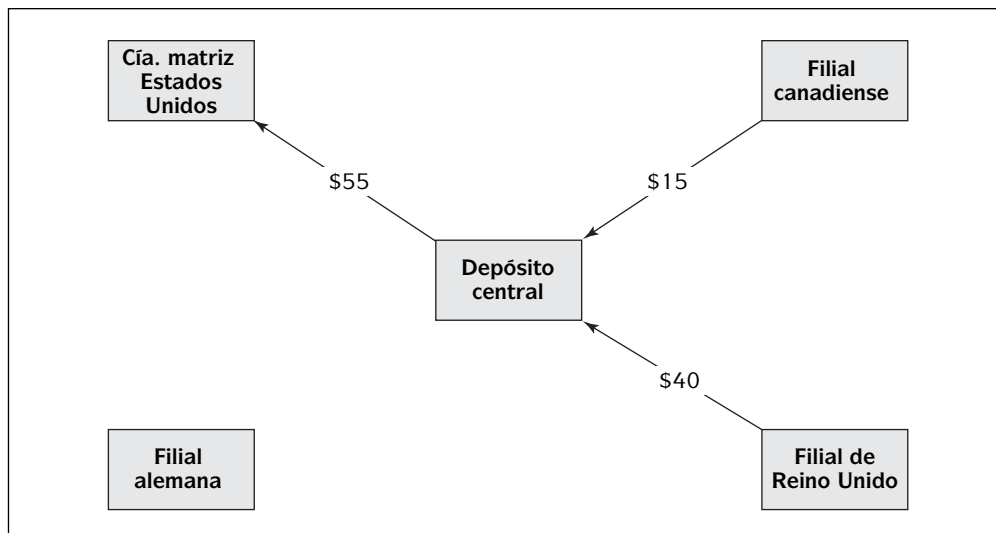 Cía. matriz
Estados
Unidos
Filial
canadiense
$55
$15
Depósito
central
$40
Filial
alemana
Filial de
Reino Unido